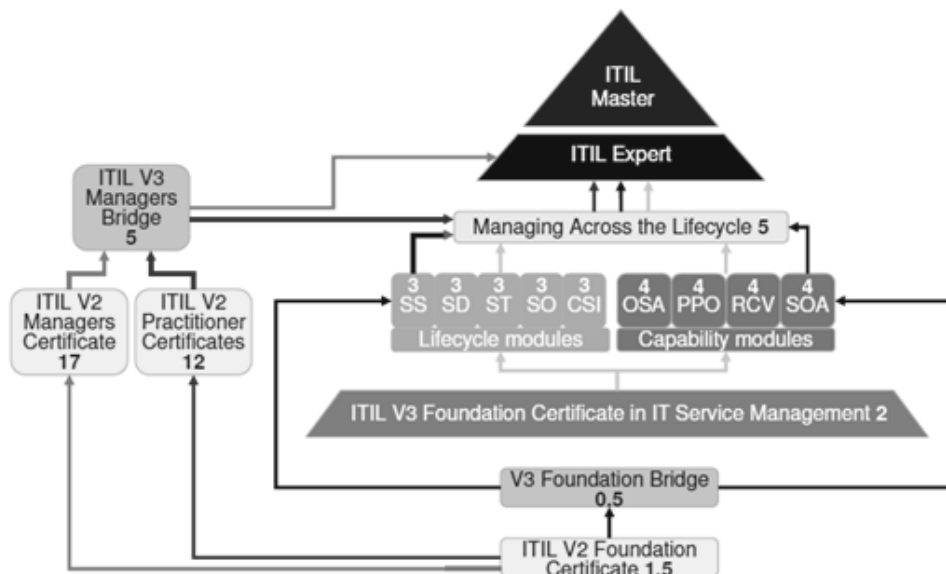 ITIL
Master
ITIL Expert
ITIL V3
Managers
Bridge
5
Managing Across the Lifecycle 5
ITIL V2
Managers
Certificate
17
ITIL V2
Practitioner
Certificates
12
3 3 3 3 3
SS SD ST SO CSI
Lifecycle modules
4 4 4 4
OSA PPO RCV SOA
Capability modules
ITIL V3 Foundation Certificate in IT Service Management 2
V3 Foundation Bridge
0.5
ITIL V2 Foundation
Certificate 1.5